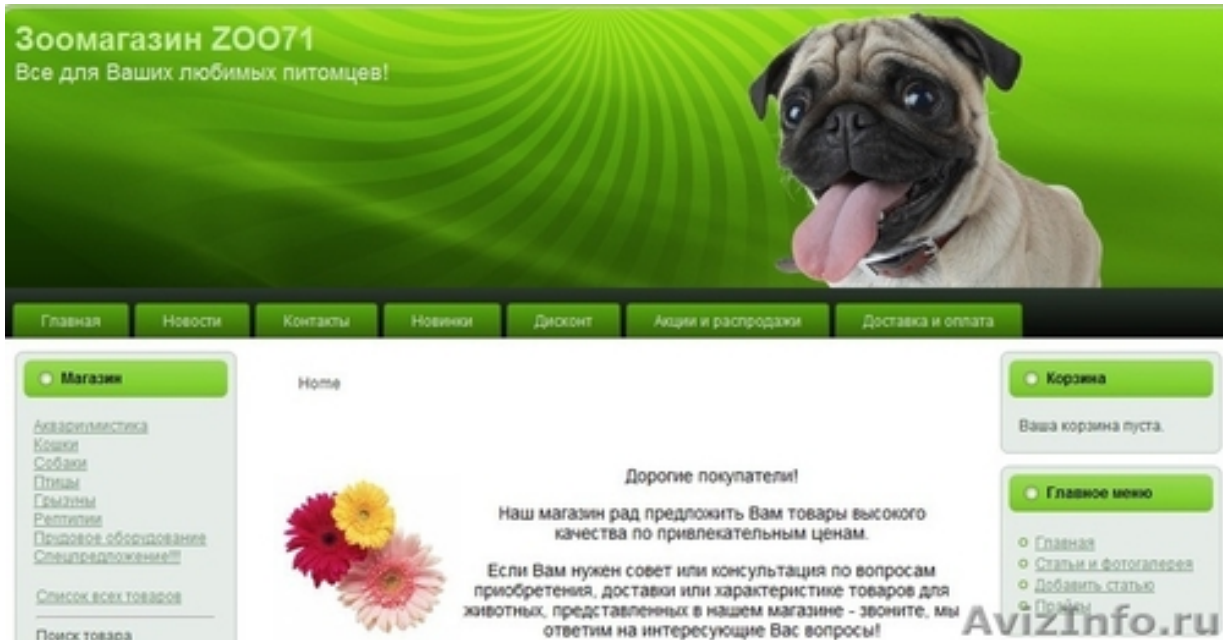 Зоомагазин ZOO71
Все для Ваших любимых питомцев!
Главная
Новости
Контакты
Новинки
Дисконт
Акции и распродажи
Доставка и оплата
Магазин
Аквариумистика
Кошки
Собаки
Птицы
Грызуны
Рептилии
Прудовое оборудование
Спецпредложение!!!
Список всех товаров
Поиск товара
Home
Дорогие покупатели!
Наш магазин рад предложить Вам товары высокого
качества по привлекательным ценам.
Если Вам нужен совет или консультация по вопросам
приобретения, доставки или характеристике товаров для
животных, представленных в нашем магазине - звоните, мы
ответим на интересующие Вас вопросы!
Корзина
Ваша корзина пуста.
Главное меню
Главная
Статьи и фотогалерея
Добавить статью
Прайсы
AvizInfo.ru